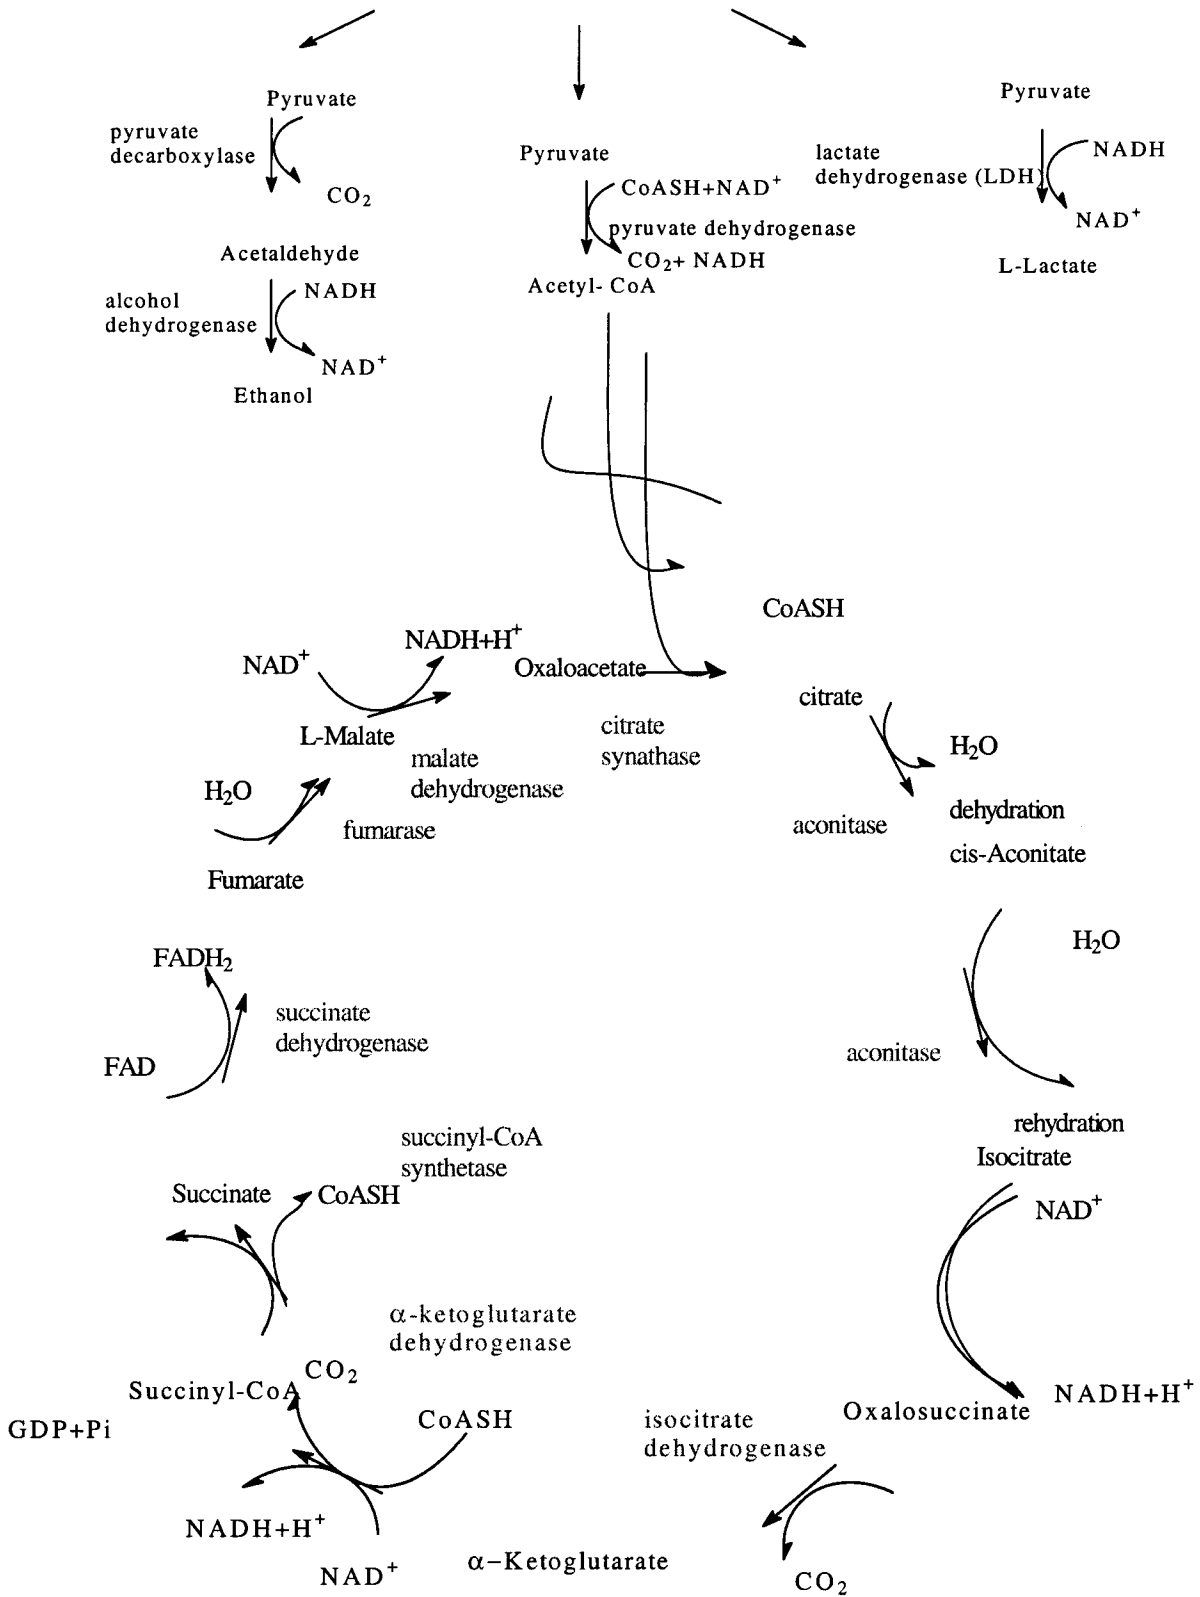 Pyruvate
pyruvate
decarboxylase
CO2
Acetaldehyde
alcohol
dehydrogenase
NADH
NAD+
Ethanol
Pyruvate
CoASH+NAD+
pyruvate dehydrogenase
CO2+ NADH
Acetyl- CoA
Pyruvate
lactate
dehydrogenase (LDH)
NADH
NAD+
L-Lactate
CoASH
NAD+
NADH+H+
Oxaloacetate
citrate
synathase
citrate
H2O
aconitase
dehydration
cis-Aconitate
H2O
aconitase
rehydration
Isocitrate
NAD+
NADH+H+
Oxalosuccinate
isocitrate
dehydrogenase
CO2
α–Ketoglutarate
α-ketoglutarate
dehydrogenase
CoASH
CO2
NAD+
NADH+H+
Succinyl-CoA
GDP+Pi
succinyl-CoA
synthetase
CoASH
Succinate
succinate
dehydrogenase
FAD
FADH2
Fumarate
fumarase
H2O
L-Malate
malate
dehydrogenase